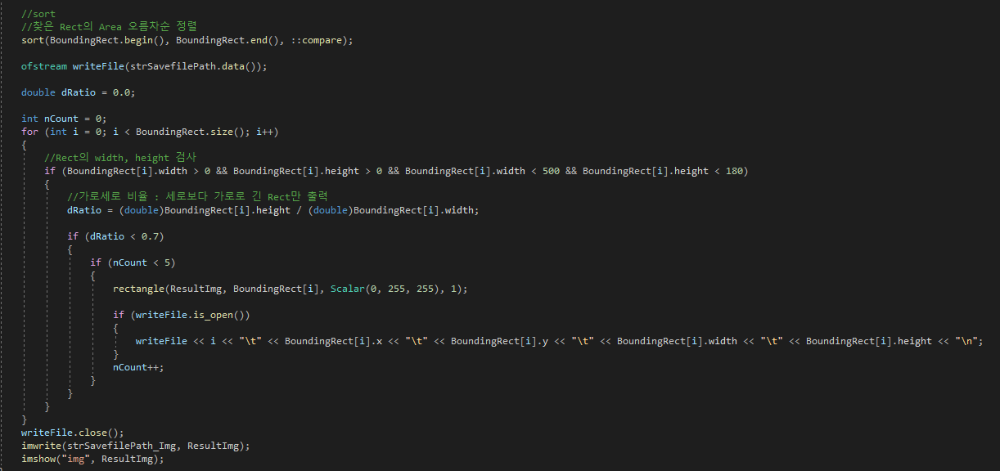 //sort
//찾은 Rect의 Area 오름차순 정렬
sort(BoundingRect.begin(), BoundingRect.end(), ::compare);
ofstream writeFile(strSavefilePath.data());
double dRatio = 0.0;
int nCount = 0;
for (int i = 0; i < BoundingRect.size(); i++)
{
//Rect의 width, height 검사
if (BoundingRect[i].width > 0 && BoundingRect[i].height > 0 && BoundingRect[i].width < 500 && BoundingRect[i].height < 180)
{
//가로세로 비율 : 세로보다 가로로 긴 Rect만 출력
dRatio = (double)BoundingRect[i].height / (double)BoundingRect[i].width;
if (dRatio < 0.7)
{
if (nCount < 5)
{
rectangle(ResultImg, BoundingRect[i], Scalar(0, 255, 255), 1);
if (writeFile.is_open())
{
writeFile << i << "\t" << BoundingRect[i].x << "\t" << BoundingRect[i].y << "\t" << BoundingRect[i].width << "\t" << BoundingRect[i].height << "\n";
}
nCount++;
}
}
}
}
writeFile.close();
imwrite(strSavefilePath_Img, ResultImg);
imshow("img", ResultImg);